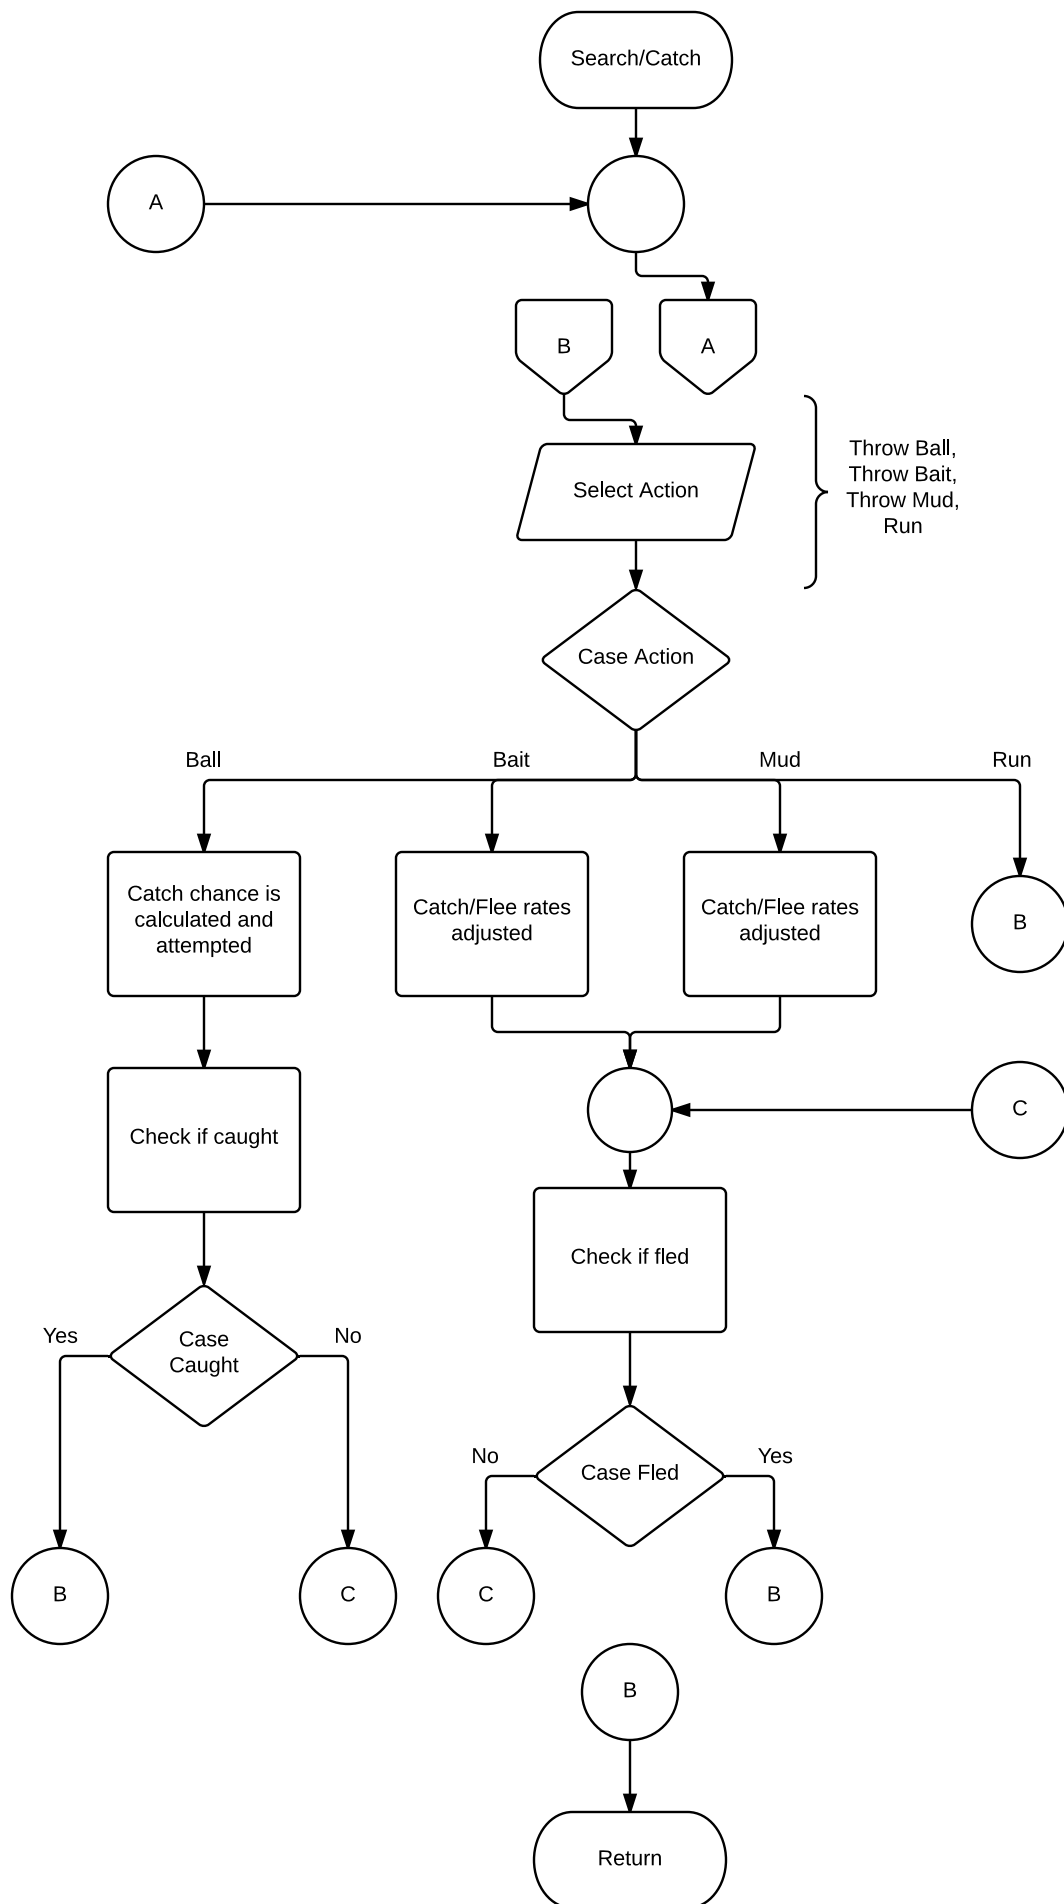 Search/Catch
A
B
A
Throw Ball,
Throw Bait,
Throw Mud,
Run
Select Action
Case Action
Ball
Bait
Mud
Run
Catch chance is
calculated and
attempted
Catch/Flee rates
adjusted
Catch/Flee rates
adjusted
B
C
Check if caught
Check if fled
Yes
Case
Caught
No
No
Case Fled
Yes
B
C
C
B
B
Return